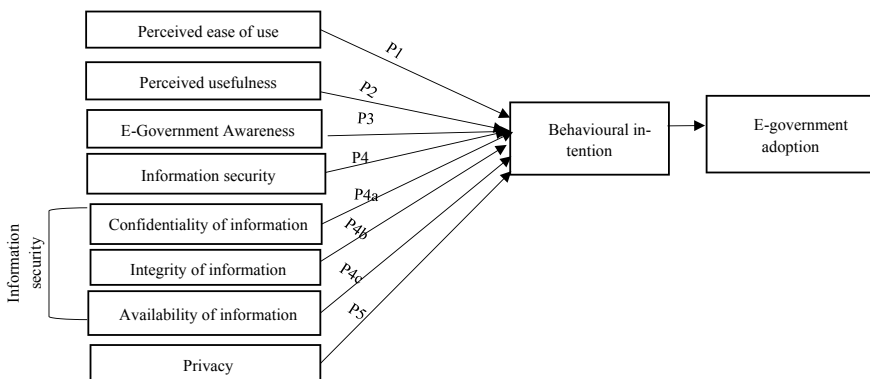 Perceived ease of use
P1
Perceived usefulness
P2
E-Government Awareness
P3
Information security
P4
Confidentiality of information
P4a
Integrity of information
P4b
Availability of information
P4c
Privacy
P5
Information
security
Behavioural in-
tention
E-government
adoption